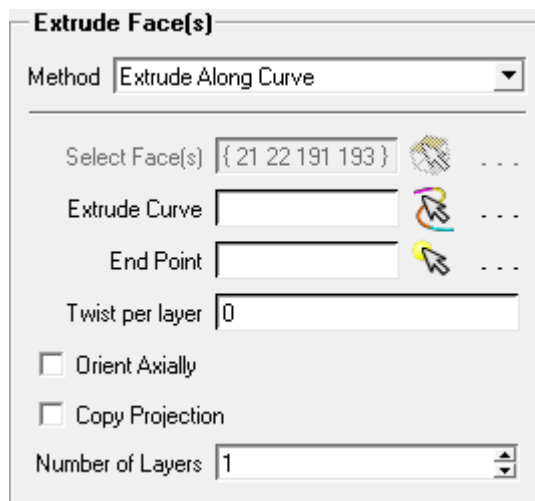 Extrude Face(s)
Method Extrude Along Curve
Select Face(s) { 21 22 191 193 } . . .
Extrude Curve . . .
End Point . . .
Twist per layer 0
Orient Axially
Copy Projection
Number of Layers 1